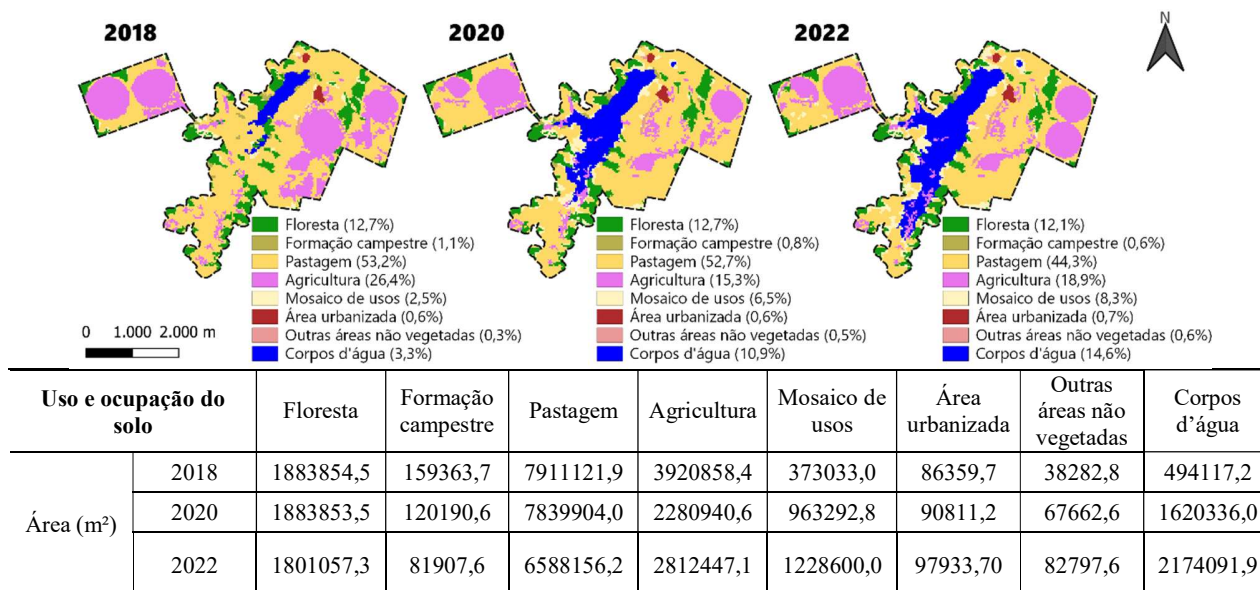 2018
2020
2022
N
Floresta (12,7%)
Formação campestre (1,1%)
Pastagem (53,2%)
Agricultura (26,4%)
Mosaico de usos (2,5%)
Área urbanizada (0,6%)
Outras áreas não vegetadas (0,3%)
Corpos d'água (3,3%)
Floresta (12,7%)
Formação campestre (0,8%)
Pastagem (52,7%)
Agricultura (15,3%)
Mosaico de usos (6,5%)
Área urbanizada (0,6%)
Outras áreas não vegetadas (0,5%)
Corpos d'água (10,9%)
Floresta (12,1%)
Formação campestre (0,6%)
Pastagem (44,3%)
Agricultura (18,9%)
Mosaico de usos (8,3%)
Área urbanizada (0,7%)
Outras áreas não vegetadas (0,6%)
Corpos d'água (14,6%)
0 1.000 2.000 m
Uso e ocupação do
solo
Floresta
Formação
campestre
Pastagem
Agricultura
Mosaico de
usos
Área
urbanizada
Outras
áreas não
vegetadas
Corpos
d’água
Área (m²)
2018 1883854,5 159363,7 7911121,9 3920858,4 373033,0 86359,7 38282,8 494117,2
2020 1883853,5 120190,6 7839904,0 2280940,6 963292,8 90811,2 67662,6 1620336,0
2022 1801057,3 81907,6 6588156,2 2812447,1 1228600,0 97933,70 82797,6 2174091,9